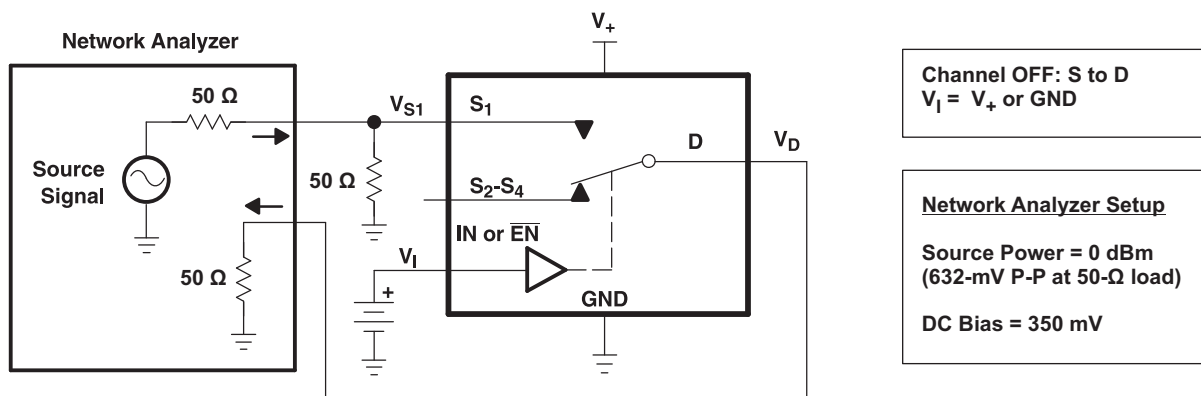 Network Analyzer
50 Ω
Source
Signal
50 Ω
V+
VS1
S1
50 Ω
D
VD
S2-S4
IN or E̅N̅
VI
+
GND
Channel OFF: S to D
VI = V+ or GND
Network Analyzer Setup
Source Power = 0 dBm
(632-mV P-P at 50-Ω load)
DC Bias = 350 mV